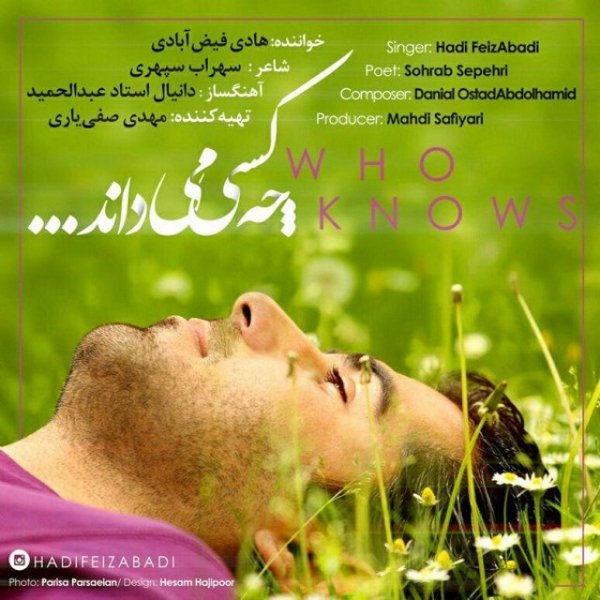 خواننده: هادی فیض آبادی
Singer: Hadi FeizAbadi
شاعر : سهراب سپهری
Poet: Sohrab Sepehri
آهنگساز : دانیال استاد عبدالحمید
Composer: Danial OstadAbdolhamid
تهیه‌کننده: مهدی صفی‌یاری
Producer: Mahdi Safiyari
چه کسی می داند...
WHO
KNOWS
HADIFEIZABADI
Photo: Parisa Parsaeian/ Design: Hesam Hajipoor